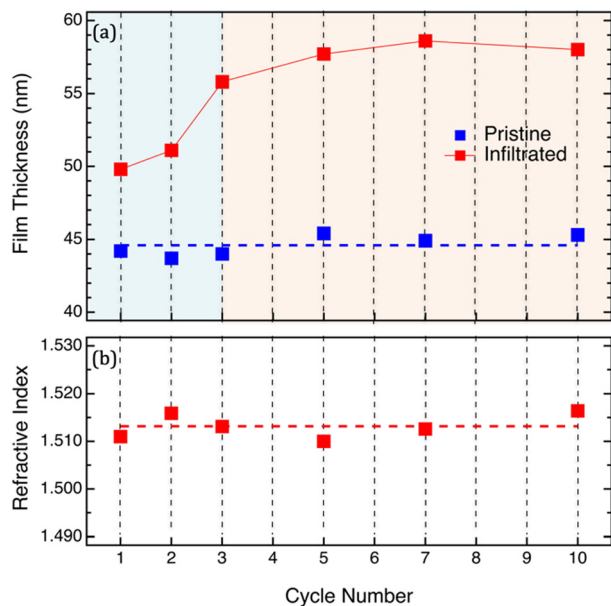 (a)
60
55
50
45
40
Film Thickness (nm)
Pristine
Infiltrated
(b)
1.530
1.520
1.510
1.500
1.490
Refractive Index
1 2 3 4 5 6 7 8 9 10
Cycle Number